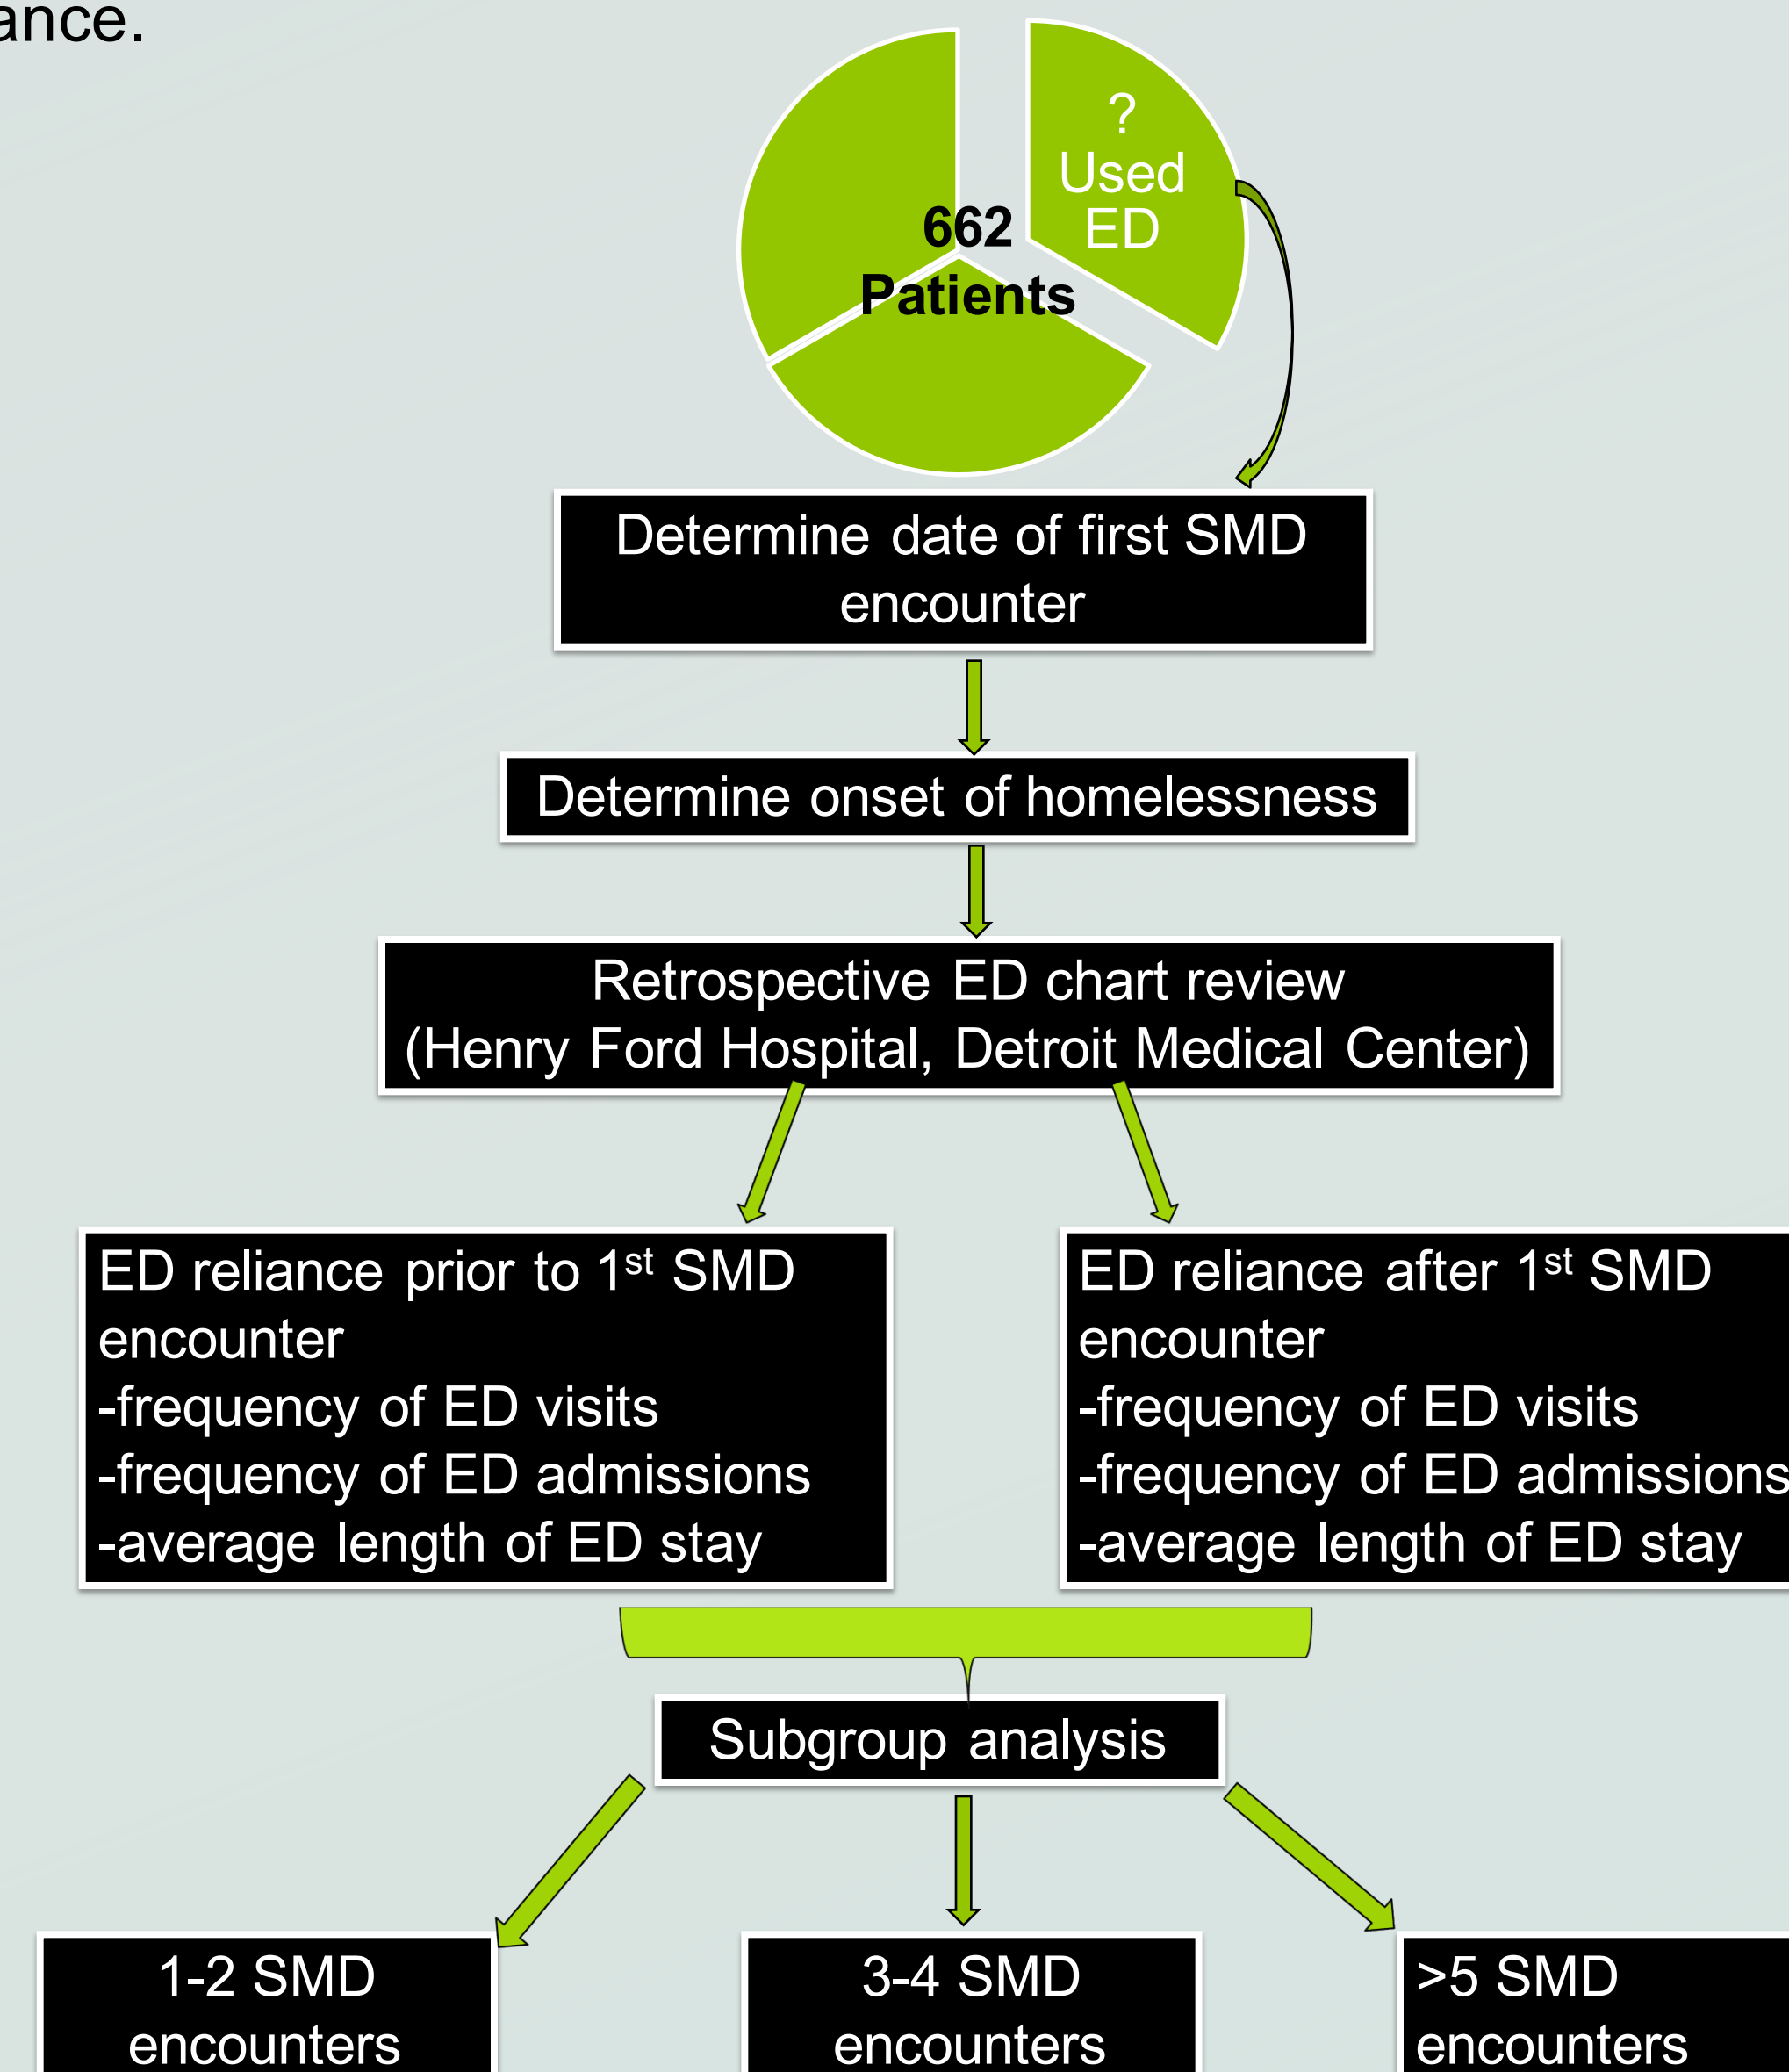 ance.
?
Used
ED
662
Patients
Determine date of first SMD
encounter
Determine onset of homelessness
Retrospective ED chart review
(Henry Ford Hospital, Detroit Medical Center)
ED reliance prior to 1st SMD
encounter
-frequency of ED visits
-frequency of ED admissions
-average length of ED stay
ED reliance after 1st SMD
encounter
-frequency of ED visits
-frequency of ED admissions
-average length of ED stay
Subgroup analysis
1-2 SMD
encounters
3-4 SMD
encounters
>5 SMD
encounters